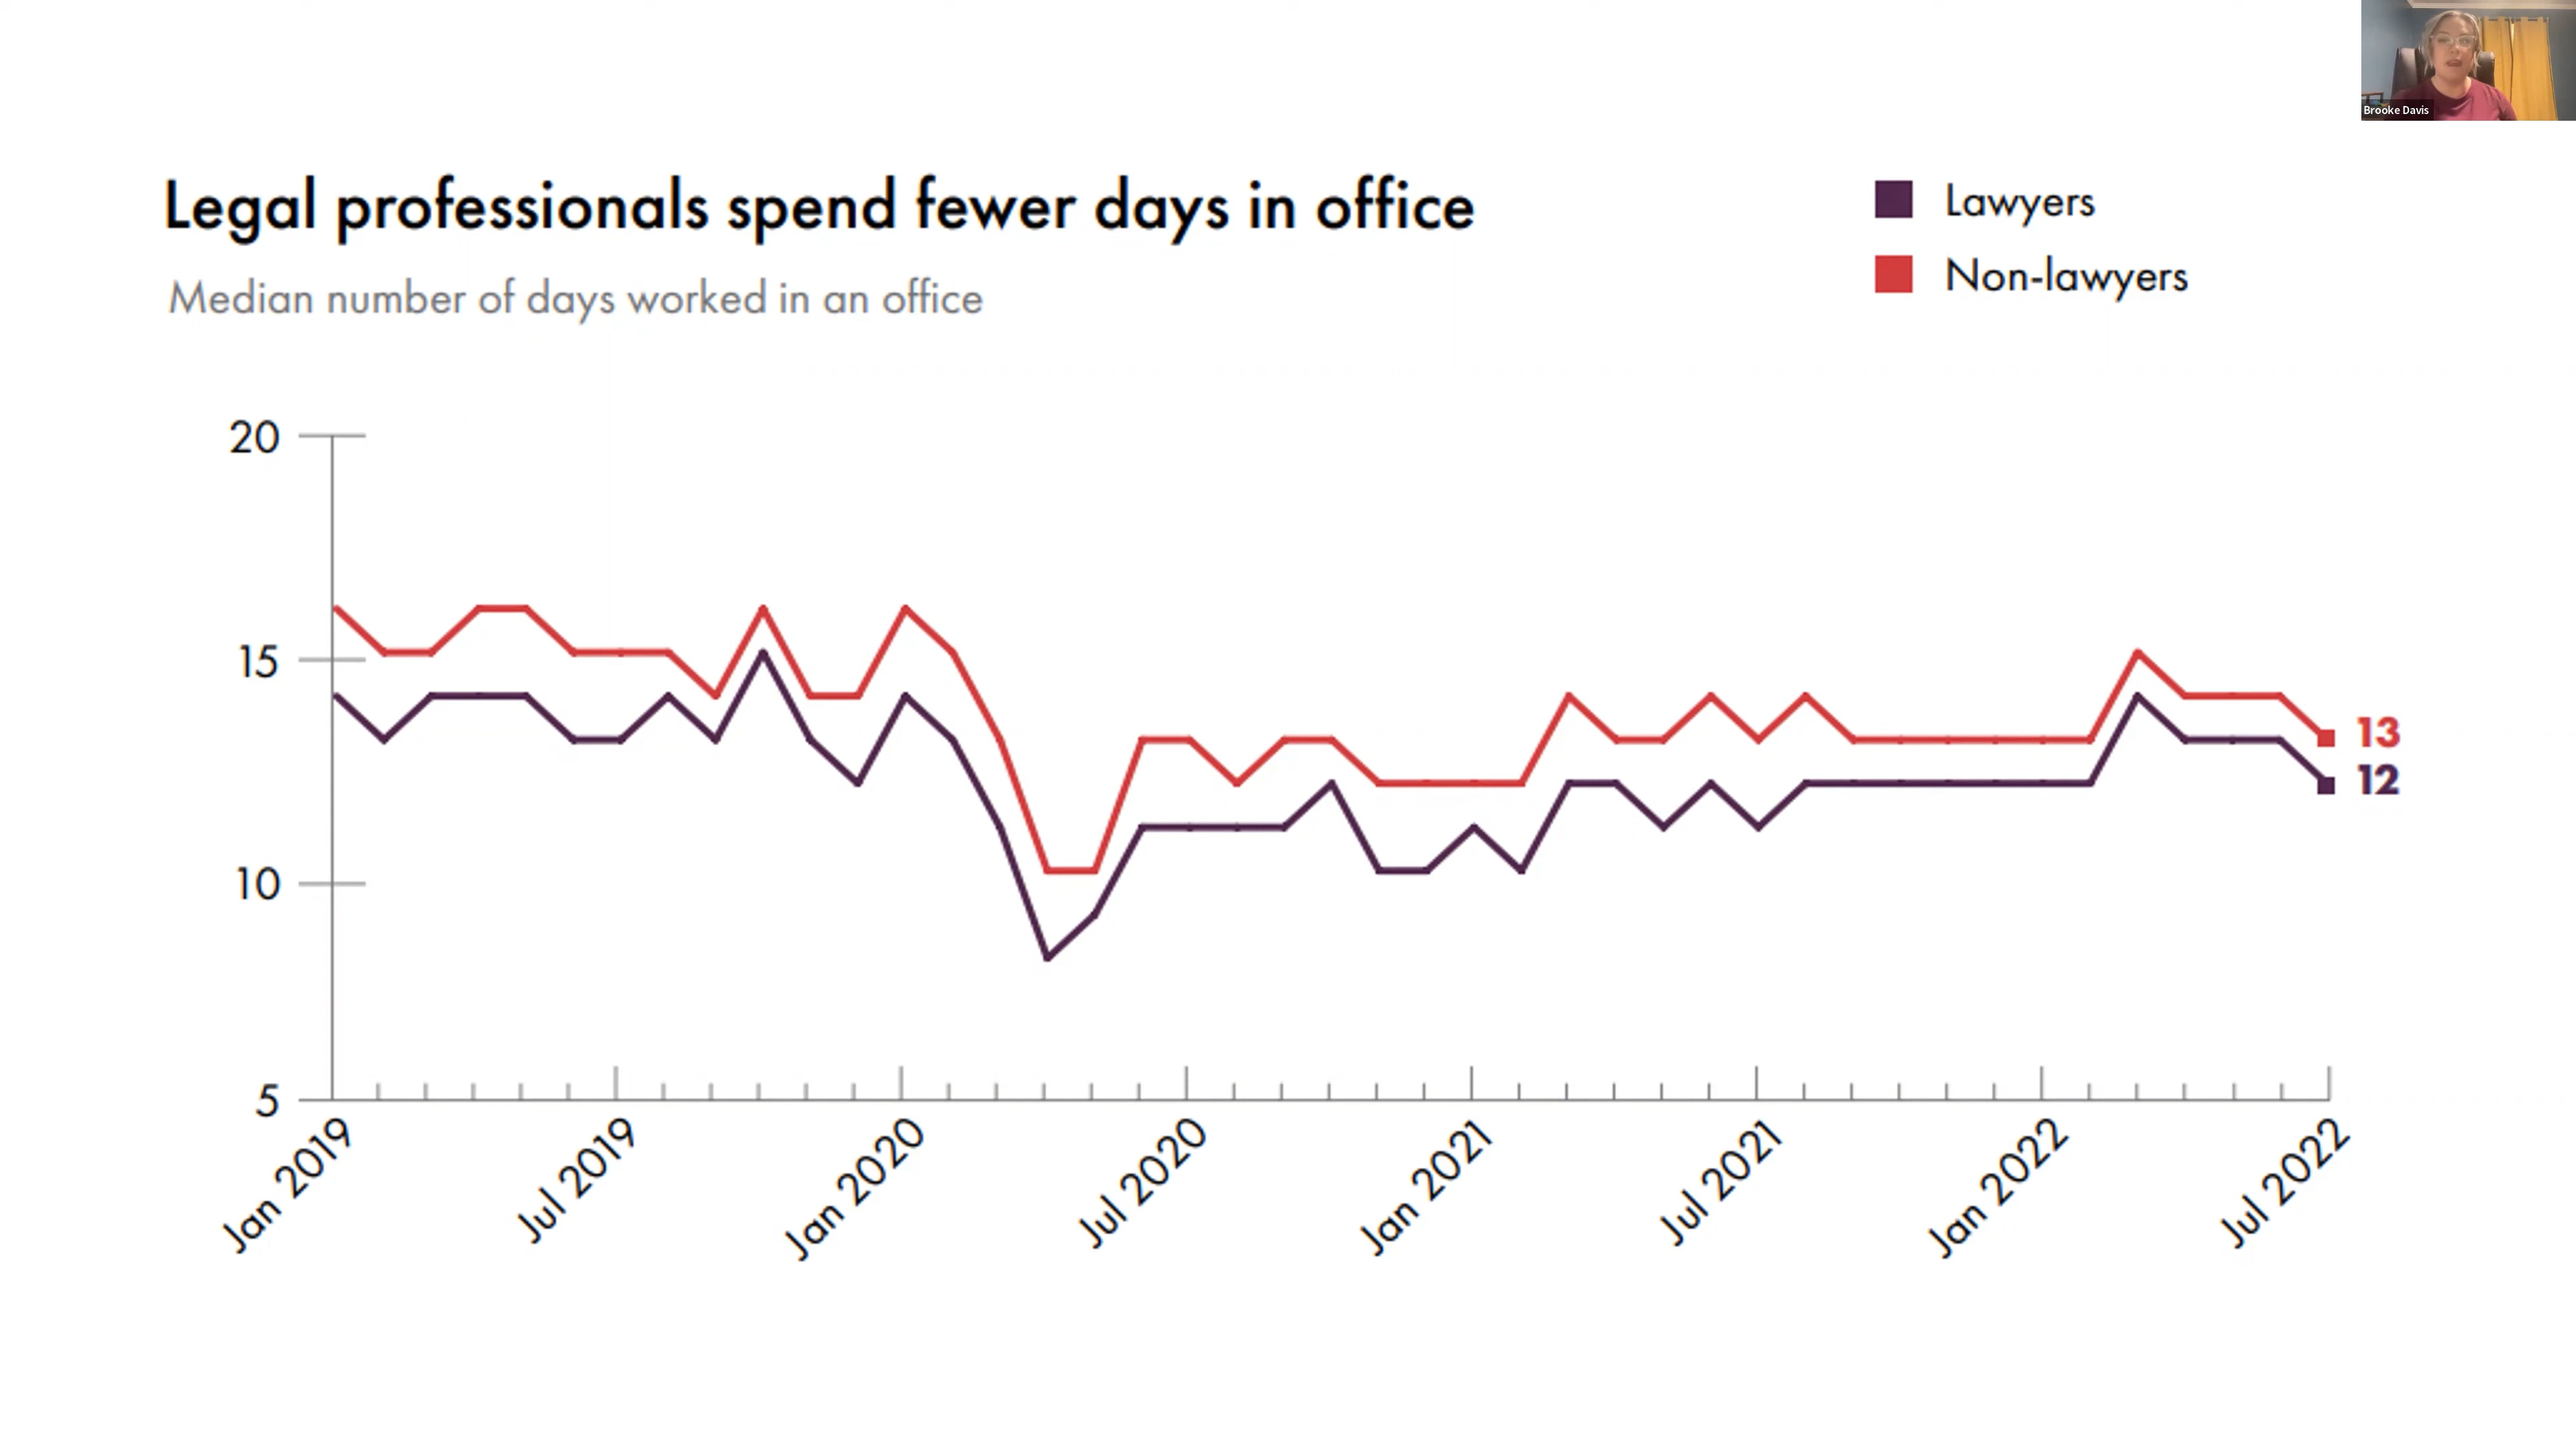 Brooke Davis
Legal professionals spend fewer days in office
Median number of days worked in an office
Lawyers
Non-lawyers
20
15
10
5
13
12
Jan 2019
Jul 2019
Jan 2020
Jul 2020
Jan 2021
Jul 2021
Jan 2022
Jul 2022